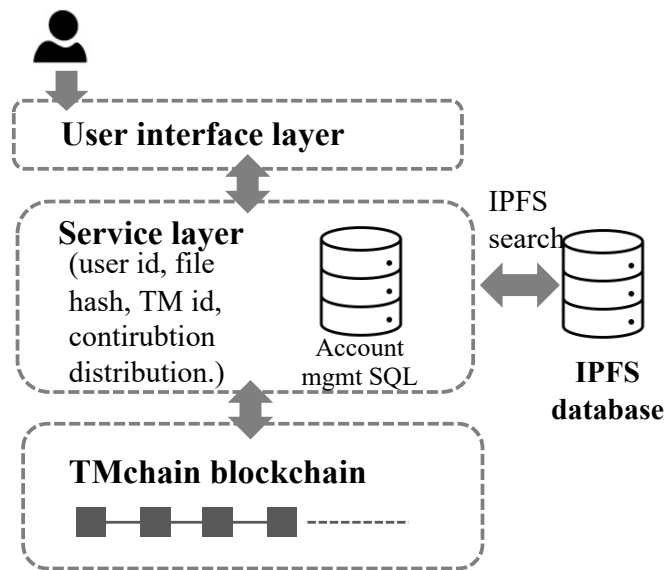 User interface layer
Service layer
(user id, file
hash, TM id,
contirubtion
distribution.)
Account
mgmt SQL
IPFS
search
IPFS
database
TMchain blockchain